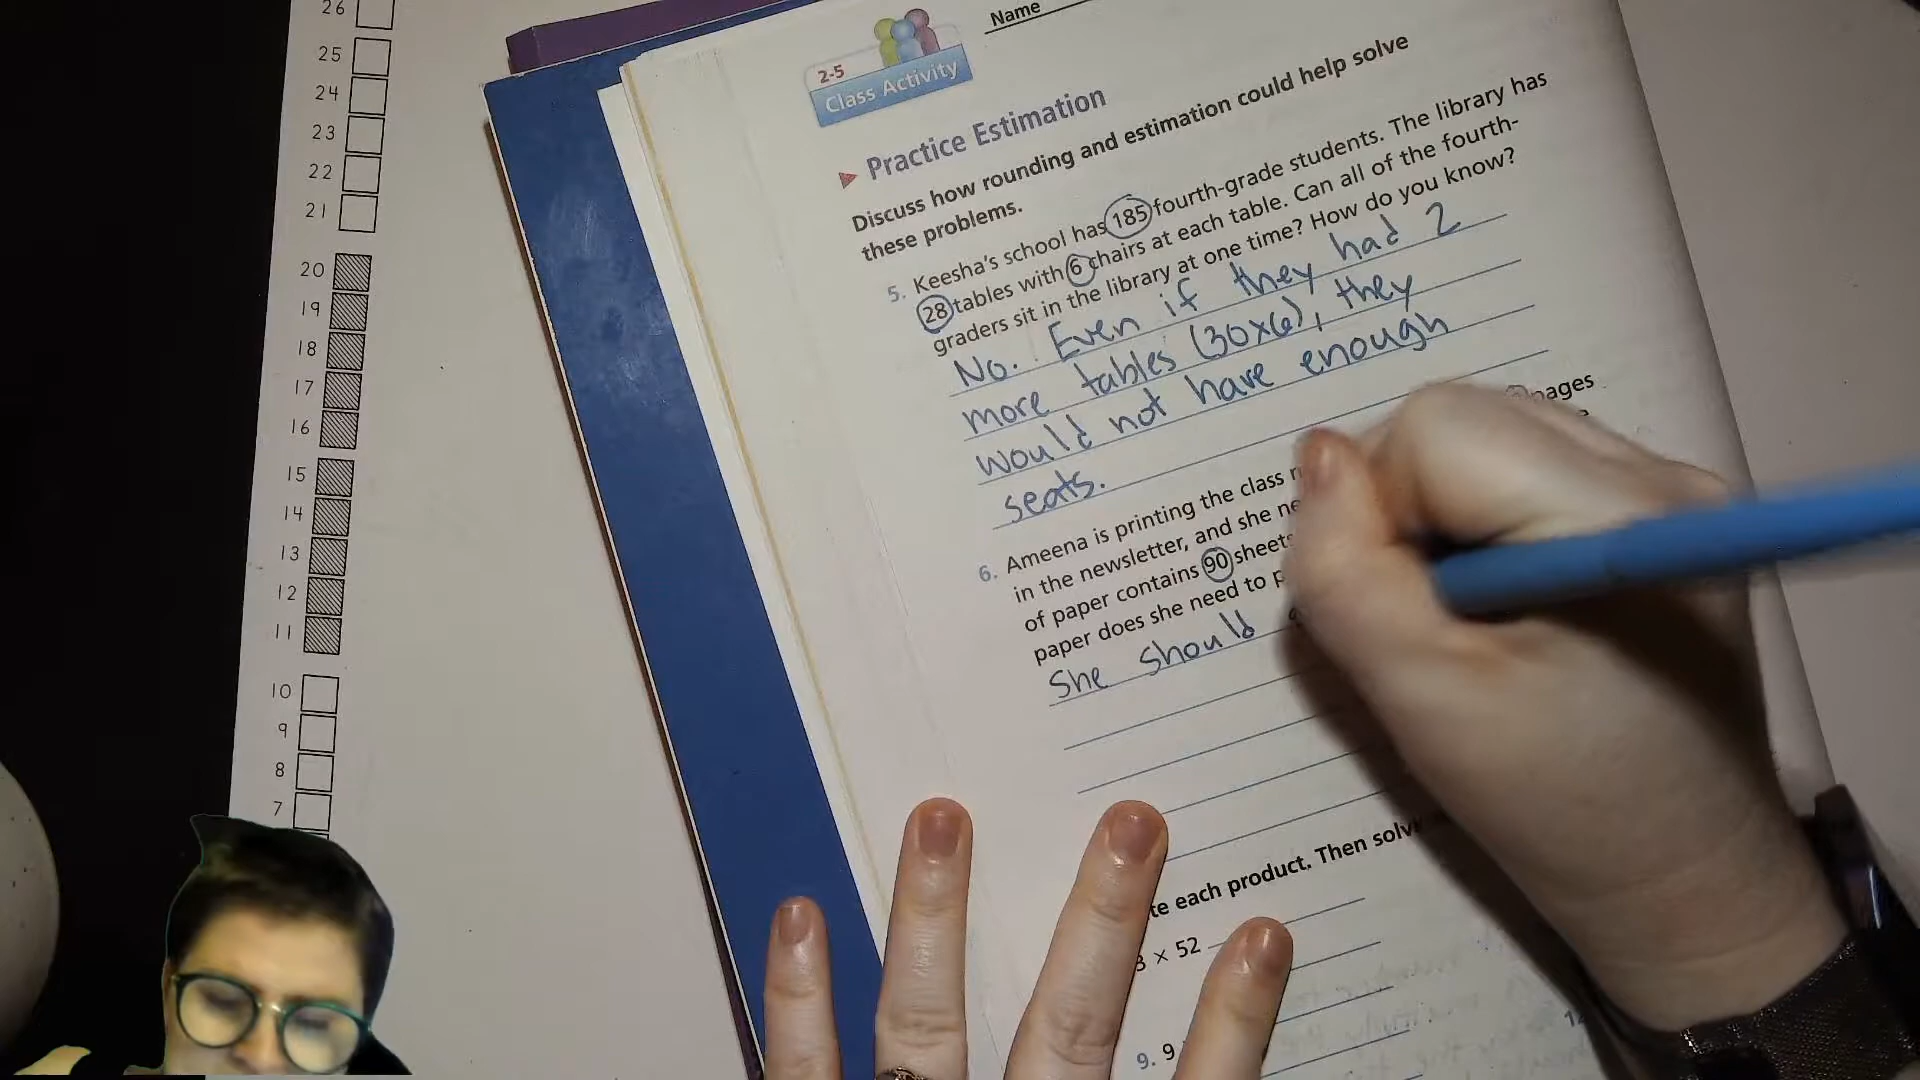 26
25
24
23
22
21
20
19
18
17
16
15
14
13
12
11
10
9
8
7
Name
2-5
Class Activity
Practice Estimation
Discuss how rounding and estimation could help solve
these problems.
5. Keesha's school has 185 fourth-grade students. The library has
28 tables with 6 chairs at each table. Can all of the fourth-
graders sit in the library at one time? How do you know?
No. Even if they had 2
more tables (30x6), they
would not have enough
seats.
6. Ameena is printing the class
pages
in the newsletter, and she
of paper contains 90 sheets
paper does she need to
She should
each product. Then
× 52
9. 9